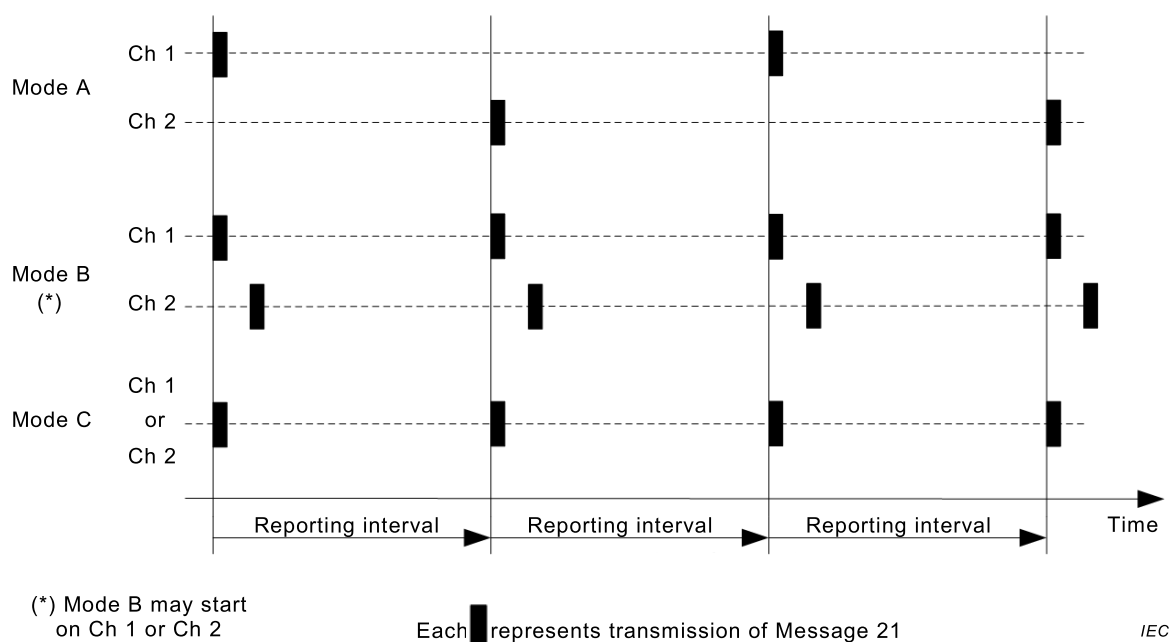 Ch 1
Mode A
Ch 2
Ch 1
Mode B
(*)
Ch 2
Ch 1
Mode C
or
Ch 2
Reporting interval
Reporting interval
Reporting interval
Time
(*) Mode B may start
on Ch 1 or Ch 2
Each represents transmission of Message 21
IEC